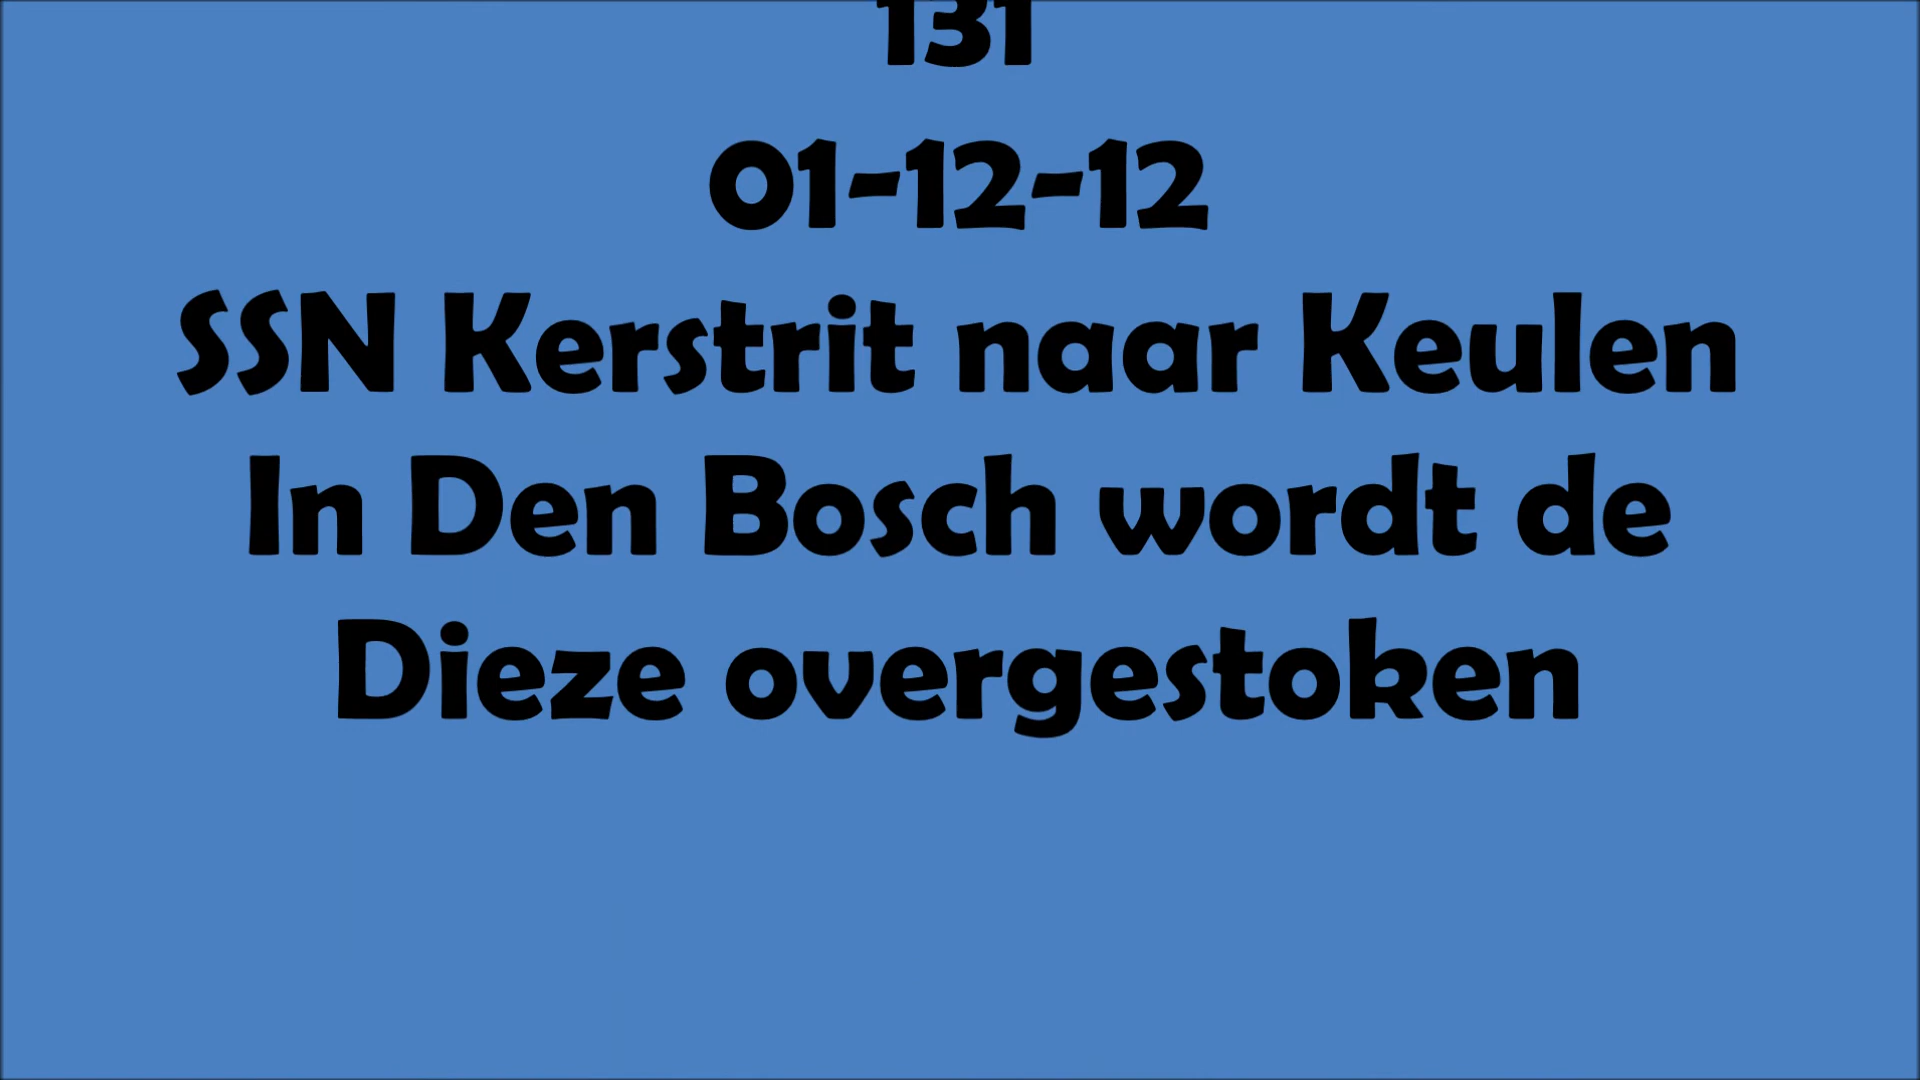 131
01-12-12
SSN Kerstrit naar Keulen
In Den Bosch wordt de
Dieze overgestoken